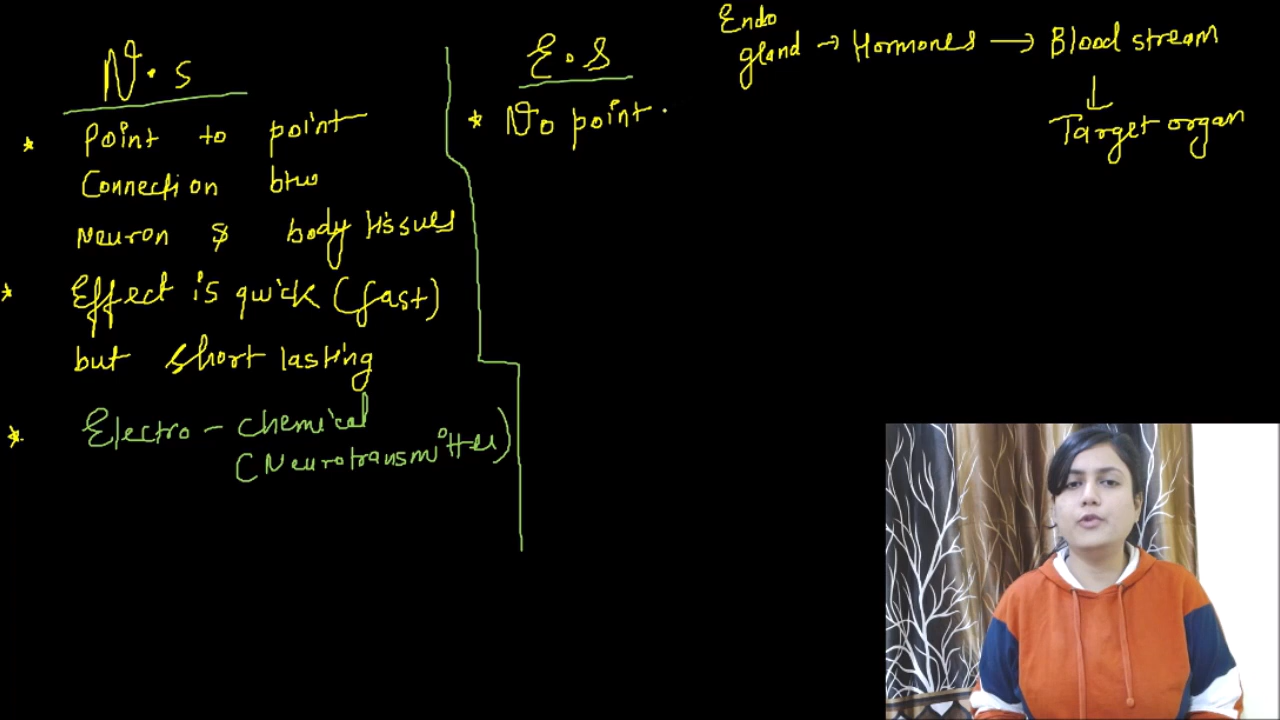 N.S
* Point to point
Connection btw
Neuron & body tissues
* Effect is quick (fast)
but short lasting
* Electro - chemical
(Neurotransmitter)
E.S
* No point.
Endo
gland → Hormones → Blood stream
↓
Target organ